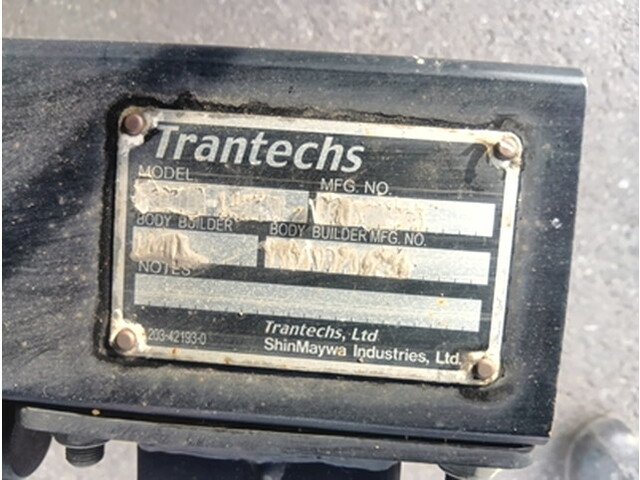 Trantechs
MODEL MFG. NO.
BODY BUILDER BODY BUILDER MFG. NO.
NOTES
203-42193-0
Trantechs, Ltd
ShinMaywa Industries, Ltd.